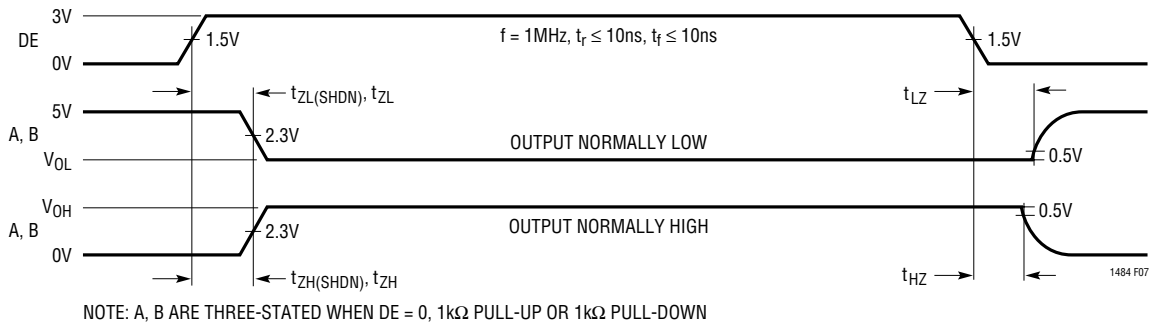 3V
DE
1.5V
f = 1MHz, tr ≤ 10ns, tf ≤ 10ns
1.5V
0V
tZL(SHDN), tZL
tLZ
5V
A, B
2.3V
OUTPUT NORMALLY LOW
VOL
0.5V
VOH
A, B
2.3V
OUTPUT NORMALLY HIGH
0.5V
0V
tZH(SHDN), tZH
tHZ
1484 F07
NOTE: A, B ARE THREE-STATED WHEN DE = 0, 1kΩ PULL-UP OR 1kΩ PULL-DOWN